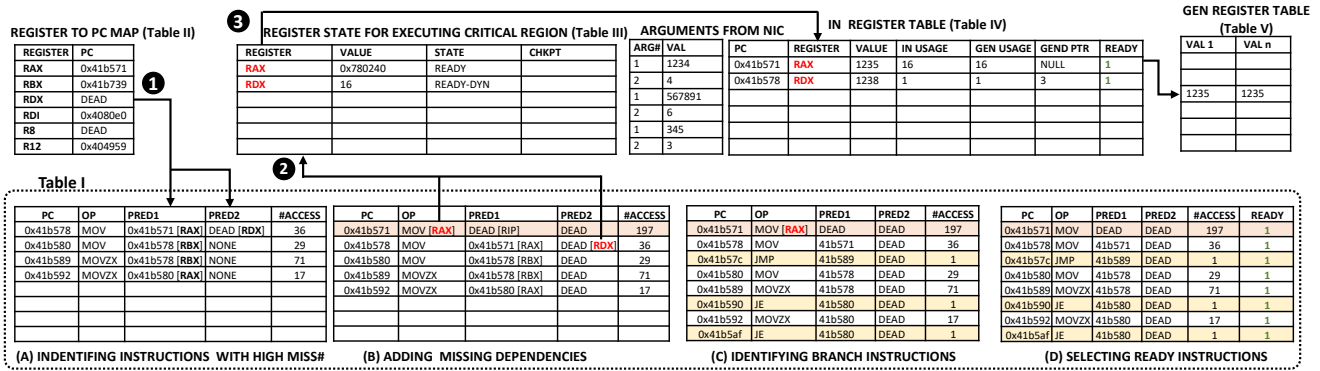 ❸
GEN REGISTER TABLE
(Table V)
REGISTER TO PC MAP (Table II)
REGISTER STATE FOR EXECUTING CRITICAL REGION (Table III)
ARGUMENTS FROM NIC
IN REGISTER TABLE (Table IV)
REGISTER PC
RAX 0x41b571
RBX 0x41b739
RDX DEAD
RDI 0x4080e0
R8 DEAD
R12 0x404959
❶
REGISTER VALUE STATE CHKPT
RAX 0x780240 READY
RDX 16 READY-DYN
ARG# VAL
1 1234
2 4
1 567891
2 6
1 345
2 3
PC REGISTER VALUE IN USAGE GEN USAGE GEND PTR READY
0x41b571 RAX 1235 16 16 NULL 1
0x41b578 RDX 1238 1 1 3 1
VAL 1 VAL n
1235 1235
❷
Table I
PC OP PRED1 PRED2 #ACCESS
0x41b578 MOV 0x41b571 [RAX] DEAD [RDX] 36
0x41b580 MOV 0x41b578 [RBX] NONE 29
0x41b589 MOVZX 0x41b578 [RBX] NONE 71
0x41b592 MOVZX 0x41b580 [RAX] NONE 17
(A) INDENTIFING INSTRUCTIONS WITH HIGH MISS#
PC OP PRED1 PRED2 #ACCESS
0x41b571 MOV [RAX] DEAD [RIP] DEAD 197
0x41b578 MOV 0x41b571 [RAX] DEAD [RDX] 36
0x41b580 MOV 0x41b578 [RBX] DEAD 29
0x41b589 MOVZX 0x41b578 [RBX] DEAD 71
0x41b592 MOVZX 0x41b580 [RAX] DEAD 17
(B) ADDING MISSING DEPENDENCIES
PC OP PRED1 PRED2 #ACCESS
0x41b571 MOV [RAX] DEAD DEAD 197
0x41b578 MOV 41b571 DEAD 36
0x41b57c JMP 41b589 DEAD 1
0x41b580 MOV 41b578 DEAD 29
0x41b589 MOVZX 41b578 DEAD 71
0x41b590 JE 41b580 DEAD 1
0x41b592 MOVZX 41b580 DEAD 17
0x41b5af JE 41b580 DEAD 1
(C) IDENTIFYING BRANCH INSTRUCTIONS
PC OP PRED1 PRED2 #ACCESS READY
0x41b571 MOV DEAD DEAD 197 1
0x41b578 MOV 41b571 DEAD 36 1
0x41b57c JMP 41b589 DEAD 1 1
0x41b580 MOV 41b578 DEAD 29 1
0x41b589 MOVZX 41b578 DEAD 71 1
0x41b590 JE 41b580 DEAD 1 1
0x41b592 MOVZX 41b580 DEAD 17 1
0x41b5af JE 41b580 DEAD 1 1
(D) SELECTING READY INSTRUCTIONS